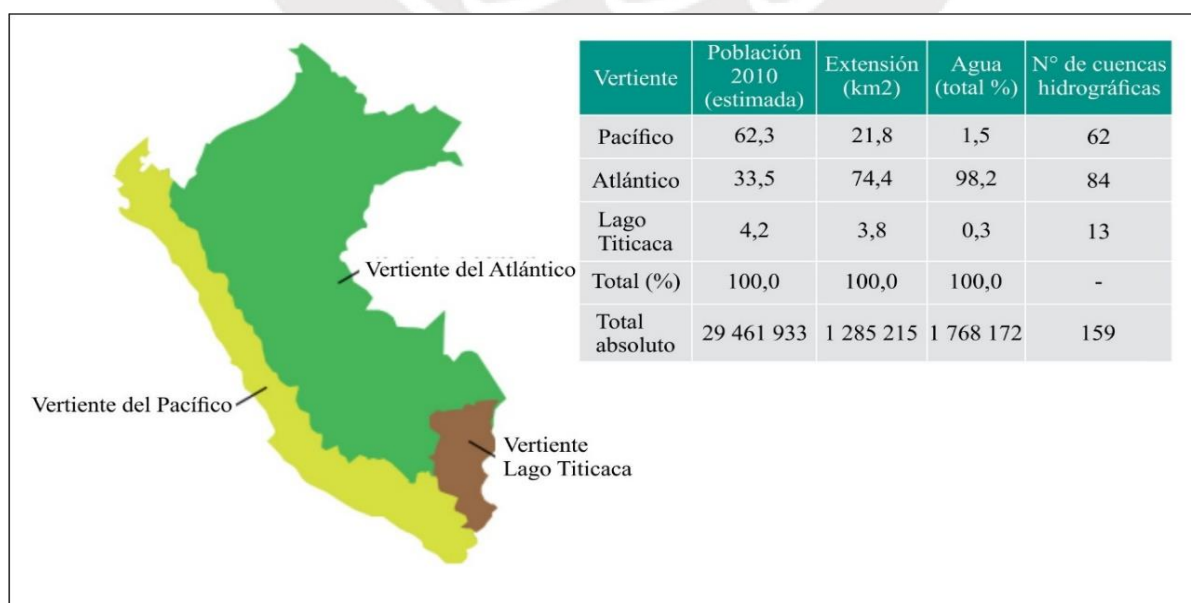 Vertiente
Población
2010
(estimada)
Extensión
(km2)
Agua
(total %)
N° de cuencas
hidrográficas
Pacífico 62,3 21,8 1,5 62
Atlántico 33,5 74,4 98,2 84
Lago
Titicaca
4,2 3,8 0,3 13
Total (%) 100,0 100,0 100,0 -
Total
absoluto
29 461 933 1 285 215 1 768 172 159
Vertiente del Atlántico
Vertiente del Pacífico
Vertiente
Lago Titicaca